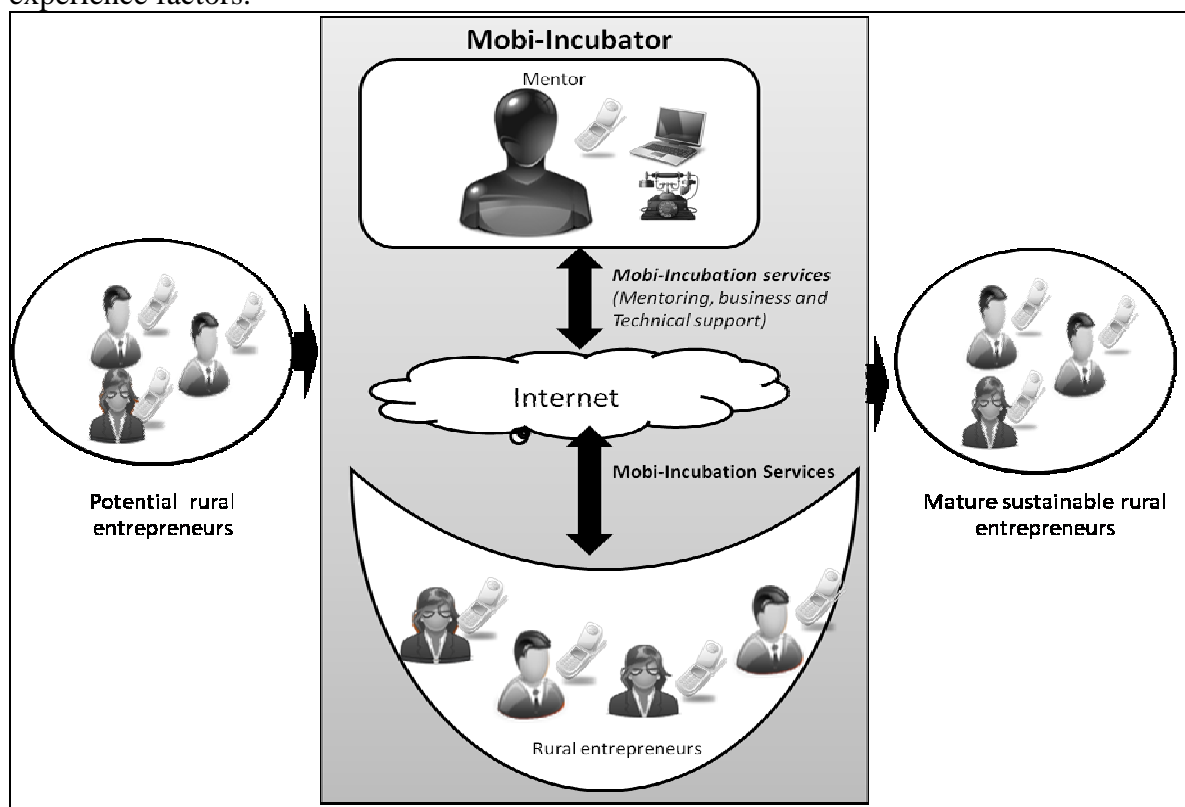 experience factors.
Mobi-Incubator
Mentor
Mobi-Incubation services
(Mentoring, business and
Technical support)
Internet
Mobi-Incubation Services
Potential rural
entrepreneurs
Mature sustainable rural
entrepreneurs
Rural entrepreneurs